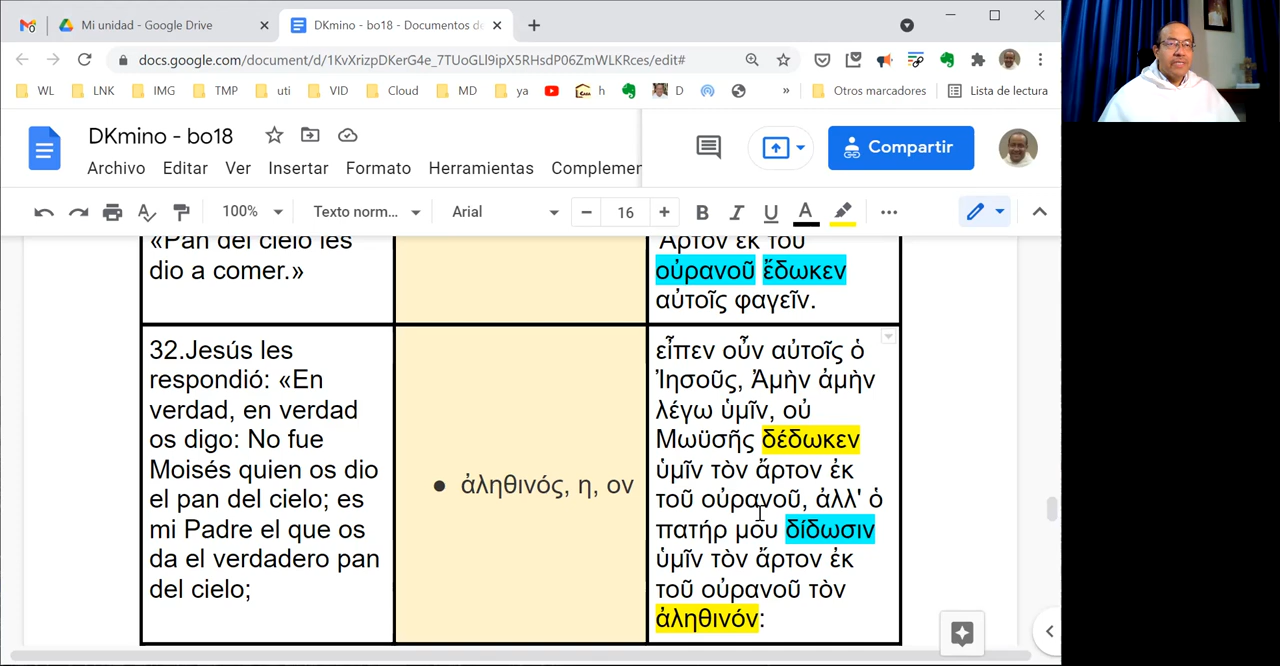 Mi unidad - Google Drive
DKmino - bo18 - Documentos de
docs.google.com/document/d/1KvXrizpDKerG4e_7TUoGLl9ipX5RHsdP06ZmWLKRces/edit#
WL LNK IMG TMP uti VID Cloud MD ya h D » Otros marcadores Lista de lectura
DKmino - bo18
Compartir
Archivo Editar Ver Insertar Formato Herramientas Complemen
100% Texto norm... Arial 16 B I U A
«Pan del cielo les
dio a comer.»
Ἄρτον ἐκ τοῦ
οὐρανοῦ ἔδωκεν
αὐτοῖς φαγεῖν.
32.Jesús les
respondió: «En
verdad, en verdad
os digo: No fue
Moisés quien os dio
el pan del cielo; es
mi Padre el que os
da el verdadero pan
del cielo;
● ἀληθινός, η, ον
εἶπεν οὖν αὐτοῖς ὁ
Ἰησοῦς, Ἀμὴν ἀμὴν
λέγω ὑμῖν, οὐ
Μωϋσῆς δέδωκεν
ὑμῖν τὸν ἄρτον ἐκ
τοῦ οὐρανοῦ, ἀλλ' ὁ
πατήρ μου δίδωσιν
ὑμῖν τὸν ἄρτον ἐκ
τοῦ οὐρανοῦ τὸν
ἀληθινόν: